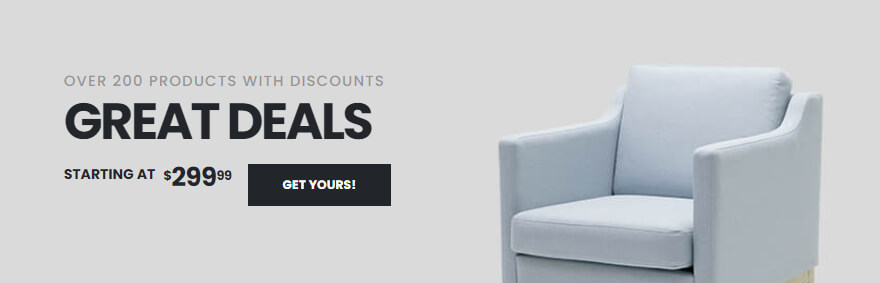 OVER 200 PRODUCTS WITH DISCOUNTS
GREAT DEALS
STARTING AT $29999
GET YOURS!